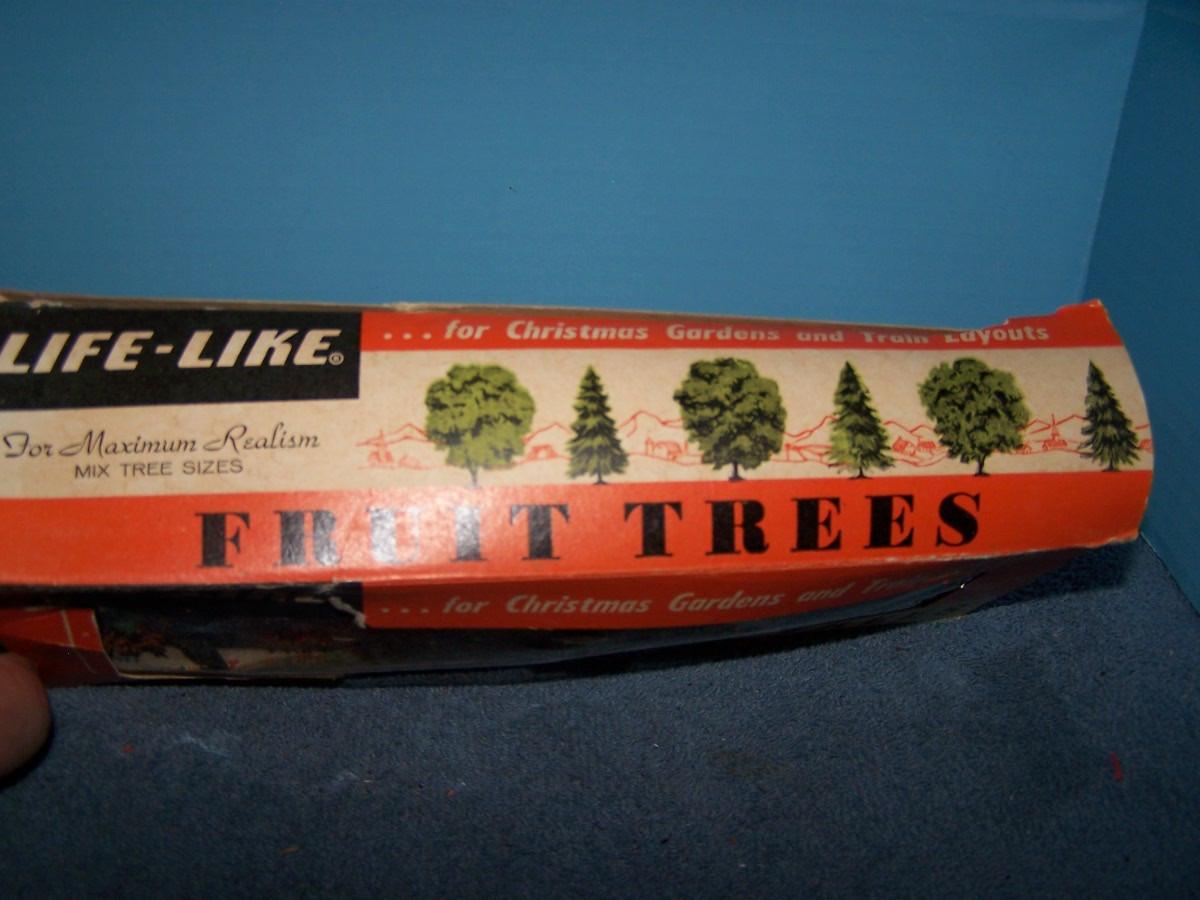 LIFE-LIKE®
... for Christmas Gardens and Train Layouts
For Maximum Realism
MIX TREE SIZES
FRUIT TREES
... for Christmas Gardens and